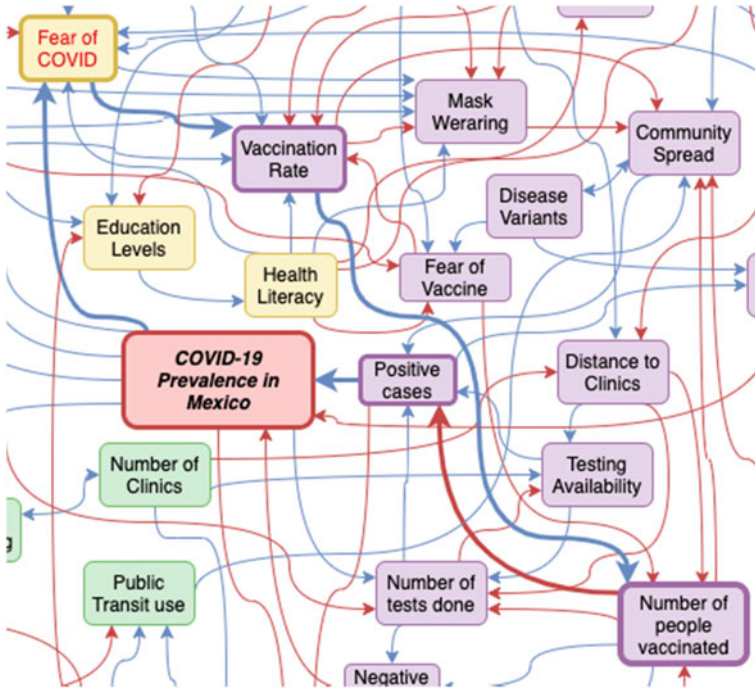 Fear of
COVID
Mask
Weraring
Vaccination
Rate
Community
Spread
Disease
Variants
Education
Levels
Health
Literacy
Fear of
Vaccine
COVID-19
Prevalence in
Mexico
Positive
cases
Distance to
Clinics
Number of
Clinics
Testing
Availability
g
Public
Transit use
Number of
tests done
Number of
people
vaccinated
Negative